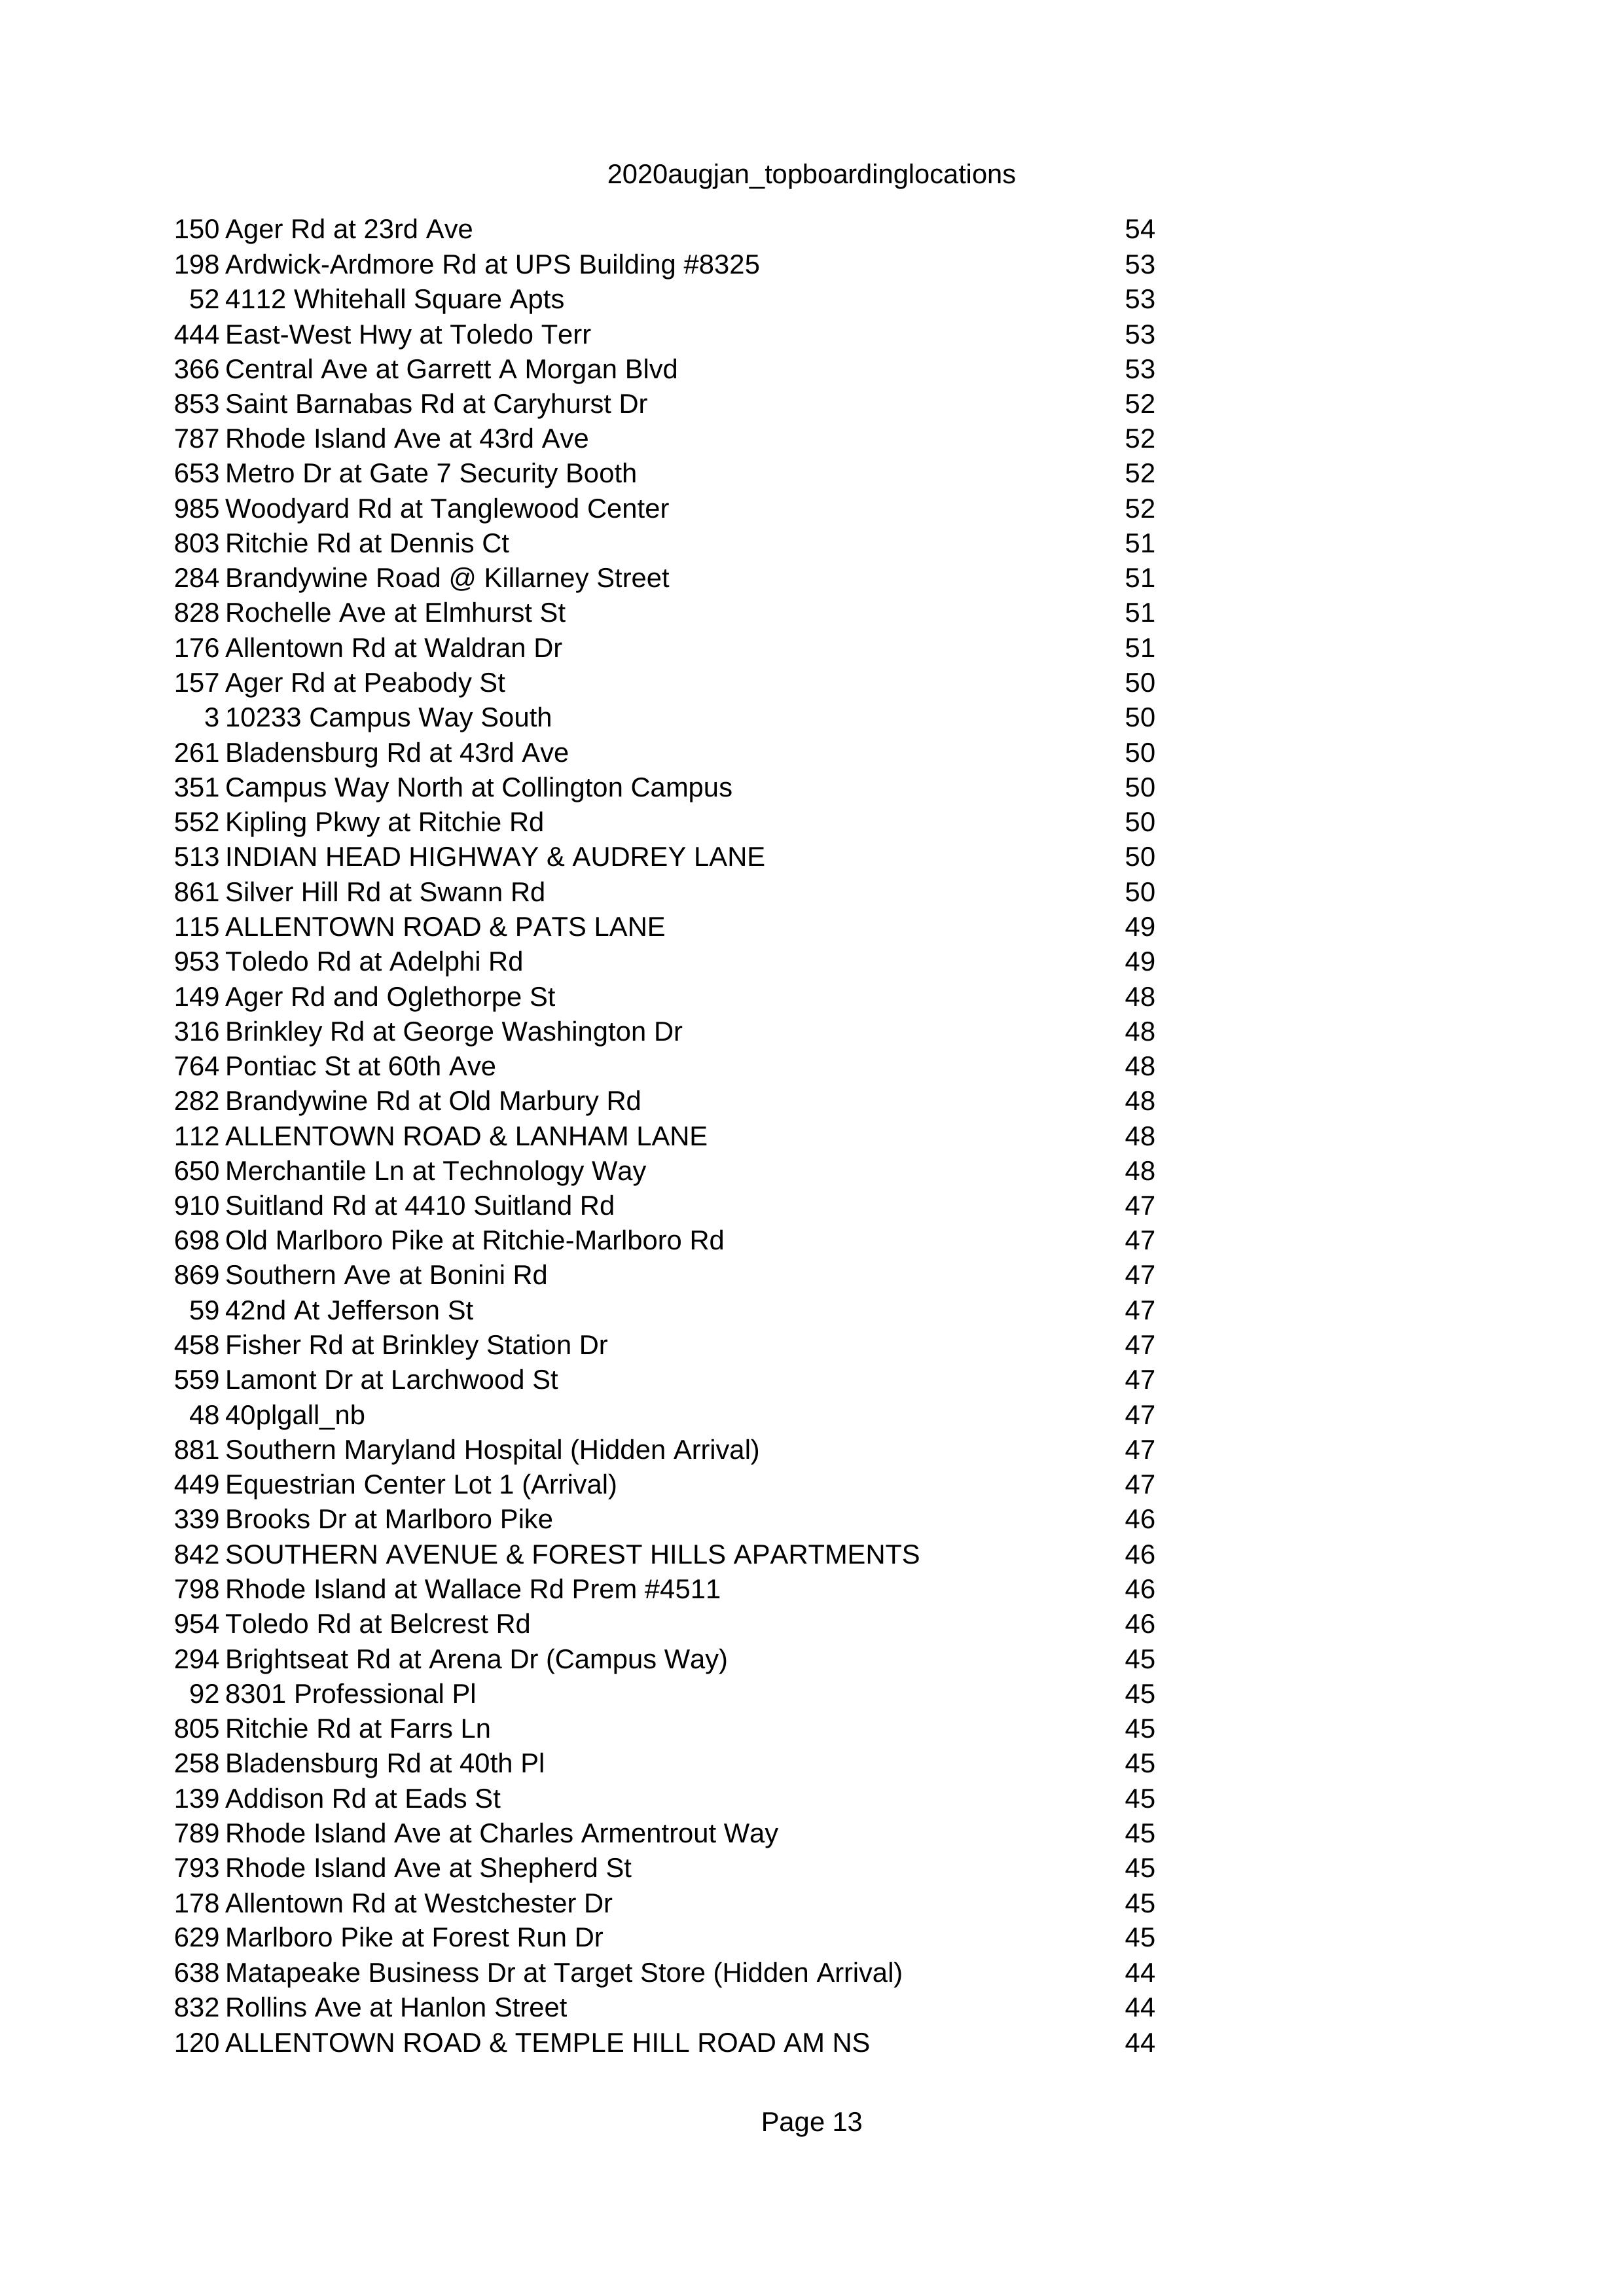 2020augjan_topboardinglocations
150 Ager Rd at 23rd Ave 54
198 Ardwick-Ardmore Rd at UPS Building #8325 53
52 4112 Whitehall Square Apts 53
444 East-West Hwy at Toledo Terr 53
366 Central Ave at Garrett A Morgan Blvd 53
853 Saint Barnabas Rd at Caryhurst Dr 52
787 Rhode Island Ave at 43rd Ave 52
653 Metro Dr at Gate 7 Security Booth 52
985 Woodyard Rd at Tanglewood Center 52
803 Ritchie Rd at Dennis Ct 51
284 Brandywine Road @ Killarney Street 51
828 Rochelle Ave at Elmhurst St 51
176 Allentown Rd at Waldran Dr 51
157 Ager Rd at Peabody St 50
3 10233 Campus Way South 50
261 Bladensburg Rd at 43rd Ave 50
351 Campus Way North at Collington Campus 50
552 Kipling Pkwy at Ritchie Rd 50
513 INDIAN HEAD HIGHWAY & AUDREY LANE 50
861 Silver Hill Rd at Swann Rd 50
115 ALLENTOWN ROAD & PATS LANE 49
953 Toledo Rd at Adelphi Rd 49
149 Ager Rd and Oglethorpe St 48
316 Brinkley Rd at George Washington Dr 48
764 Pontiac St at 60th Ave 48
282 Brandywine Rd at Old Marbury Rd 48
112 ALLENTOWN ROAD & LANHAM LANE 48
650 Merchantile Ln at Technology Way 48
910 Suitland Rd at 4410 Suitland Rd 47
698 Old Marlboro Pike at Ritchie-Marlboro Rd 47
869 Southern Ave at Bonini Rd 47
59 42nd At Jefferson St 47
458 Fisher Rd at Brinkley Station Dr 47
559 Lamont Dr at Larchwood St 47
48 40plgall_nb 47
881 Southern Maryland Hospital (Hidden Arrival) 47
449 Equestrian Center Lot 1 (Arrival) 47
339 Brooks Dr at Marlboro Pike 46
842 SOUTHERN AVENUE & FOREST HILLS APARTMENTS 46
798 Rhode Island at Wallace Rd Prem #4511 46
954 Toledo Rd at Belcrest Rd 46
294 Brightseat Rd at Arena Dr (Campus Way) 45
92 8301 Professional Pl 45
805 Ritchie Rd at Farrs Ln 45
258 Bladensburg Rd at 40th Pl 45
139 Addison Rd at Eads St 45
789 Rhode Island Ave at Charles Armentrout Way 45
793 Rhode Island Ave at Shepherd St 45
178 Allentown Rd at Westchester Dr 45
629 Marlboro Pike at Forest Run Dr 45
638 Matapeake Business Dr at Target Store (Hidden Arrival) 44
832 Rollins Ave at Hanlon Street 44
120 ALLENTOWN ROAD & TEMPLE HILL ROAD AM NS 44
Page 13